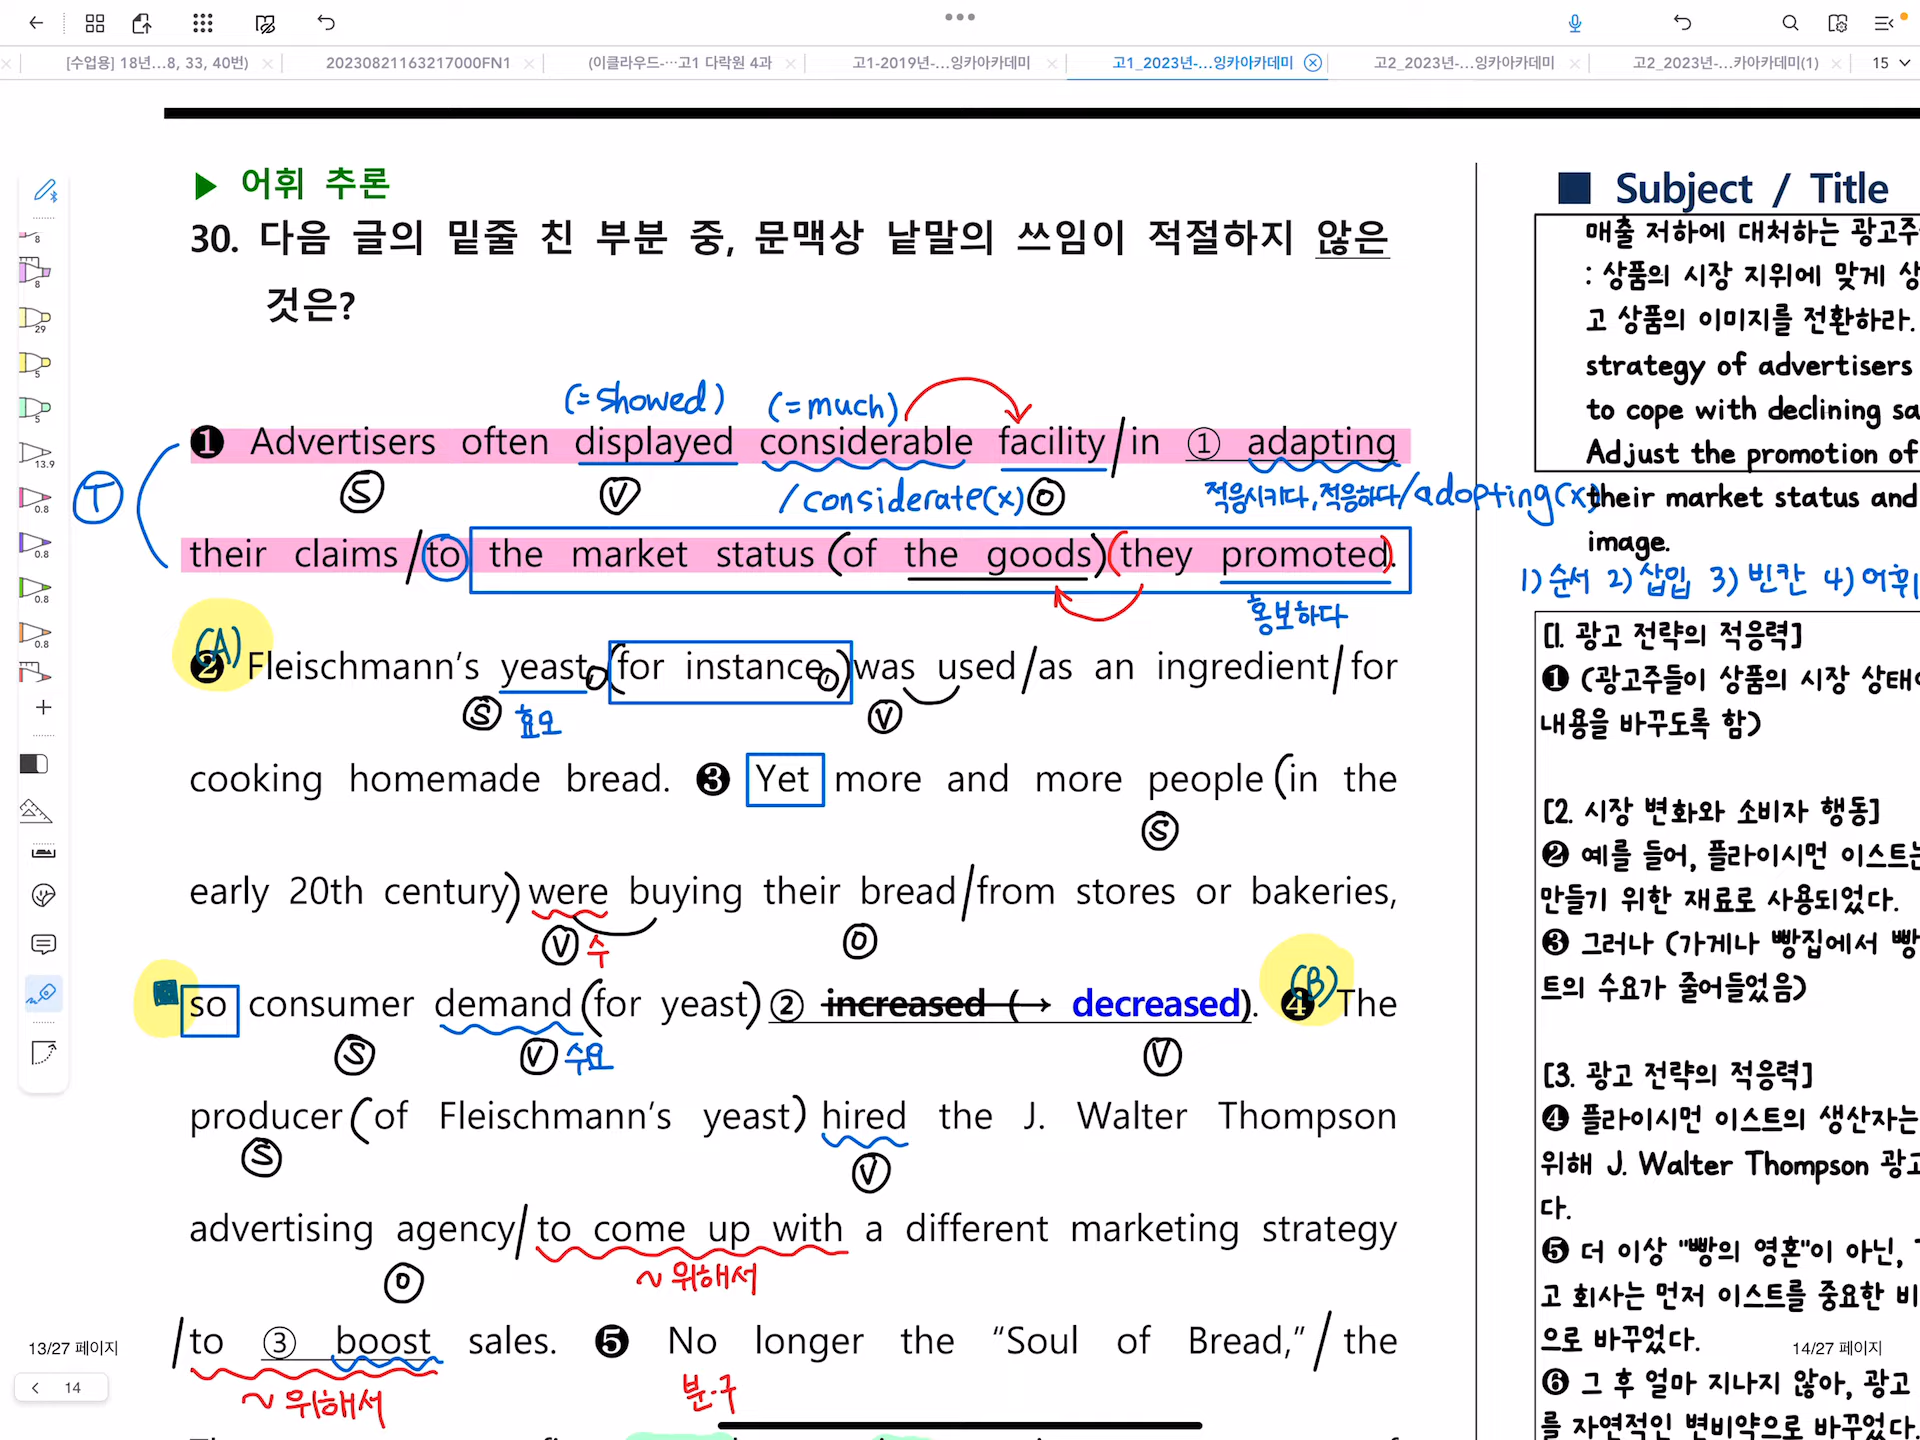 [수업용] 18년...8, 33, 40번)
20230821163217000FN1
(이클라우드-...고1 다락원 4과
고1-2019년-...잉카아카데미
고1_2023년-...잉카아카데미
고2_2023년-...잉카아카데미
고2_2023년-...카아카데미(1)
15
▶ 어휘 추론
30. 다음 글의 밑줄 친 부분 중, 문맥상 낱말의 쓰임이 적절하지 않은
것은?
(=showed) (=much)
❶ Advertisers often displayed considerable facility/in ① adapting
Ⓢ Ⓥ /considerate(x) Ⓞ 적응시키다, 적응하다/adopting(x)
Ⓣ
their claims/to the market status (of the goods)(they promoted).
홍보하다
(A)
❷ Fleischmann's yeast, (for instance,) was used/as an ingredient/for
Ⓢ 효모 Ⓥ
cooking homemade bread. ❸ Yet more and more people (in the
Ⓢ
early 20th century) were buying their bread/from stores or bakeries,
Ⓥ 수 Ⓞ
(B)
so consumer demand (for yeast) ② increased (→ decreased). ❹ The
Ⓢ Ⓥ 수요 Ⓥ
producer (of Fleischmann's yeast) hired the J. Walter Thompson
Ⓢ Ⓥ
advertising agency/to come up with a different marketing strategy
Ⓞ ~위해서
/to ③ boost sales. ❺ No longer the “Soul of Bread,”/the
~위해서 분·구
■ Subject / Title
매출 저하에 대처하는 광고주
: 상품의 시장 지위에 맞게 상
고 상품의 이미지를 전환하라.
strategy of advertisers
to cope with declining sa
Adjust the promotion of
their market status and
image.
1) 순서 2) 삽입 3) 빈칸 4) 어휘
[1. 광고 전략의 적응력]
❶ (광고주들이 상품의 시장 상태에
내용을 바꾸도록 함)
[2. 시장 변화와 소비자 행동]
❷ 예를 들어, 플라이시먼 이스트는
만들기 위한 재료로 사용되었다.
❸ 그러나 (가게나 빵집에서 빵
트의 수요가 줄어들었음)
[3. 광고 전략의 적응력]
❹ 플라이시먼 이스트의 생산자는
위해 J. Walter Thompson 광고
다.
❺ 더 이상 "빵의 영혼"이 아닌,
고 회사는 먼저 이스트를 중요한 비
으로 바꾸었다.
❻ 그 후 얼마 지나지 않아, 광고
를 자연적인 변비약으로 바꾸었다.
13/27 페이지
14/27 페이지
14
8
8
29
5
5
13.9
0.8
0.8
0.8
0.8